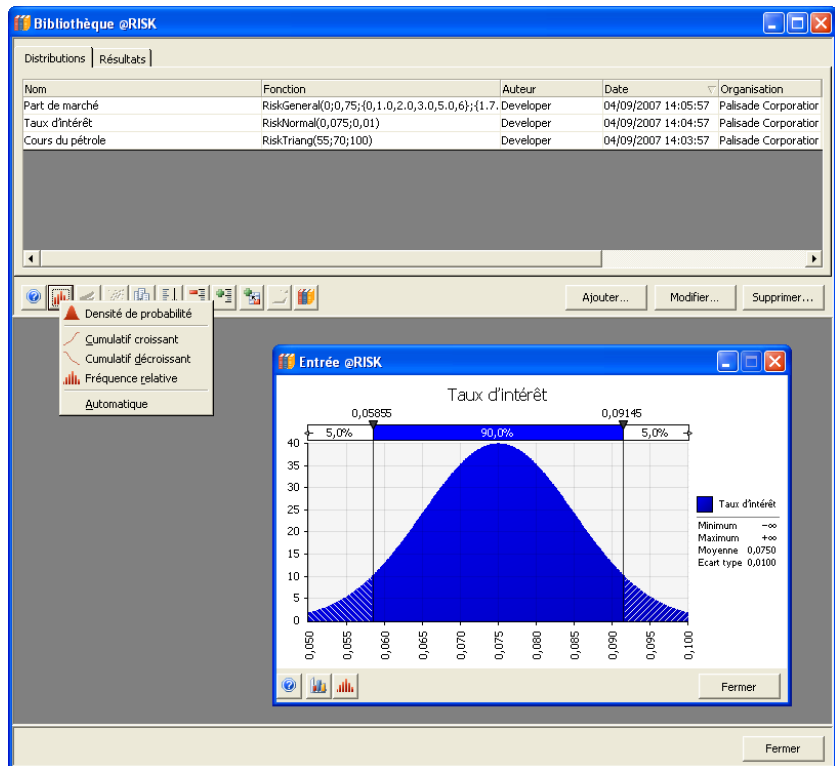 Bibliothèque @RISK
Distributions Résultats
Nom Fonction Auteur Date Organisation
Part de marché RiskGeneral(0;0,75;{0,1.0,2.0,3.0,5.0,6};{1.7. Developer 04/09/2007 14:05:57 Palisade Corporation
Taux d'intérêt RiskNormal(0,075;0,01) Developer 04/09/2007 14:04:57 Palisade Corporation
Cours du pétrole RiskTriang(55;70;100) Developer 04/09/2007 14:03:57 Palisade Corporation
Ajouter... Modifier... Supprimer...
Densité de probabilité
Cumulatif croissant
Cumulatif décroissant
Fréquence relative
Automatique
Entrée @RISK
Taux d'intérêt
0,05855 0,09145
5,0% 90,0% 5,0%
40
35
30
25
20
15
10
5
0
0,050 0,055 0,060 0,065 0,070 0,075 0,080 0,085 0,090 0,095 0,100
Taux d'intérêt
Minimum −∞
Maximum +∞
Moyenne 0,0750
Ecart type 0,0100
Fermer
Fermer